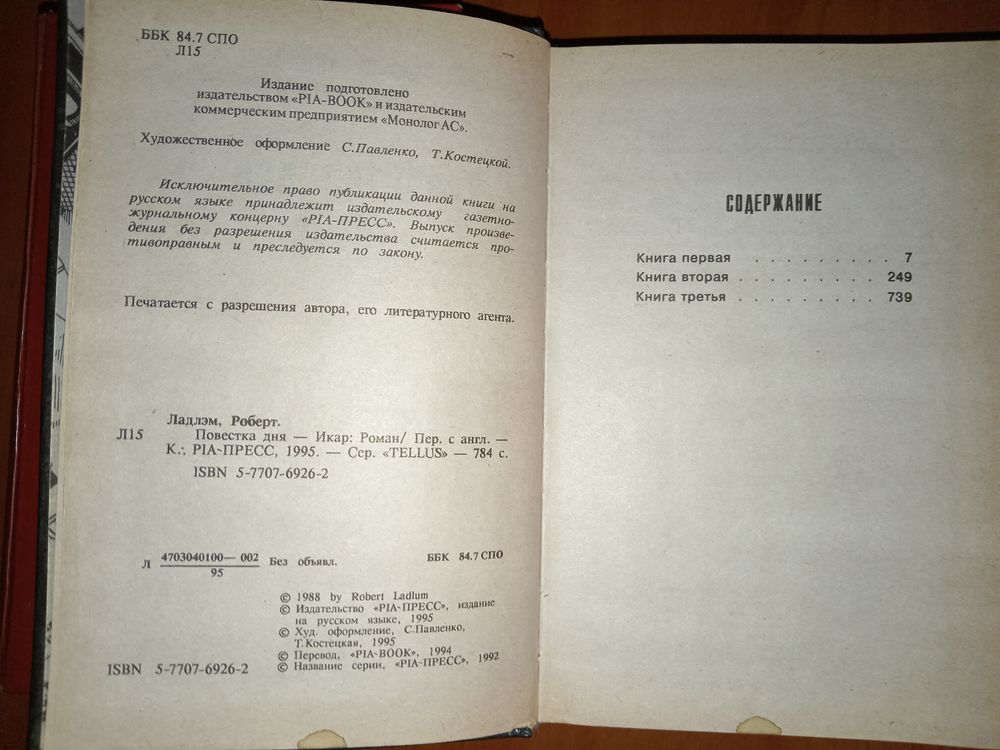 ББК 84.7 СПО
Л15
Издание подготовлено
издательством «PIA-BOOK» и издательским
коммерческим предприятием «Монолог АС».
Художественное оформление С.Павленко, Т.Костецкой.
Исключительное право публикации данной книги на
русском языке принадлежит издательскому газетно-
журнальному концерну «PIA-ПРЕСС». Выпуск произве-
дения без разрешения издательства считается про-
тивоправным и преследуется по закону.
Печатается с разрешения автора, его литературного агента.
Ладлэм, Роберт.
Л15 Повестка дня — Икар: Роман/ Пер. с англ. —
К.: PIA-ПРЕСС, 1995. — Сер. «TELLUS» — 784 с.
ISBN 5-7707-6926-2
Л 4703040100—002 Без объявл. ББК 84.7 СПО
95
© 1988 by Robert Ladlum
© Издательство «PIA-ПРЕСС», издание
на русском языке, 1995
© Худ. оформление, С.Павленко,
Т.Костецкая, 1995
© Перевод, «PIA-BOOK», 1994
ISBN 5-7707-6926-2 © Название серии, «PIA-ПРЕСС», 1992
СОДЕРЖАНИЕ
Книга первая . . . . . . . . . 7
Книга вторая . . . . . . . . . 249
Книга третья . . . . . . . . . 739